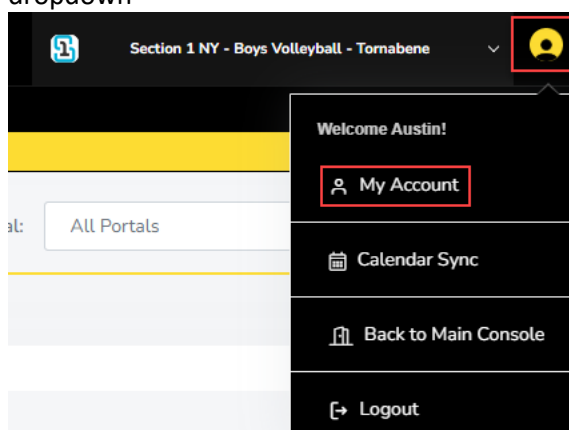 dropdown
Section 1 NY - Boys Volleyball - Tornabene
Welcome Austin!
My Account
al: All Portals
Calendar Sync
Back to Main Console
Logout